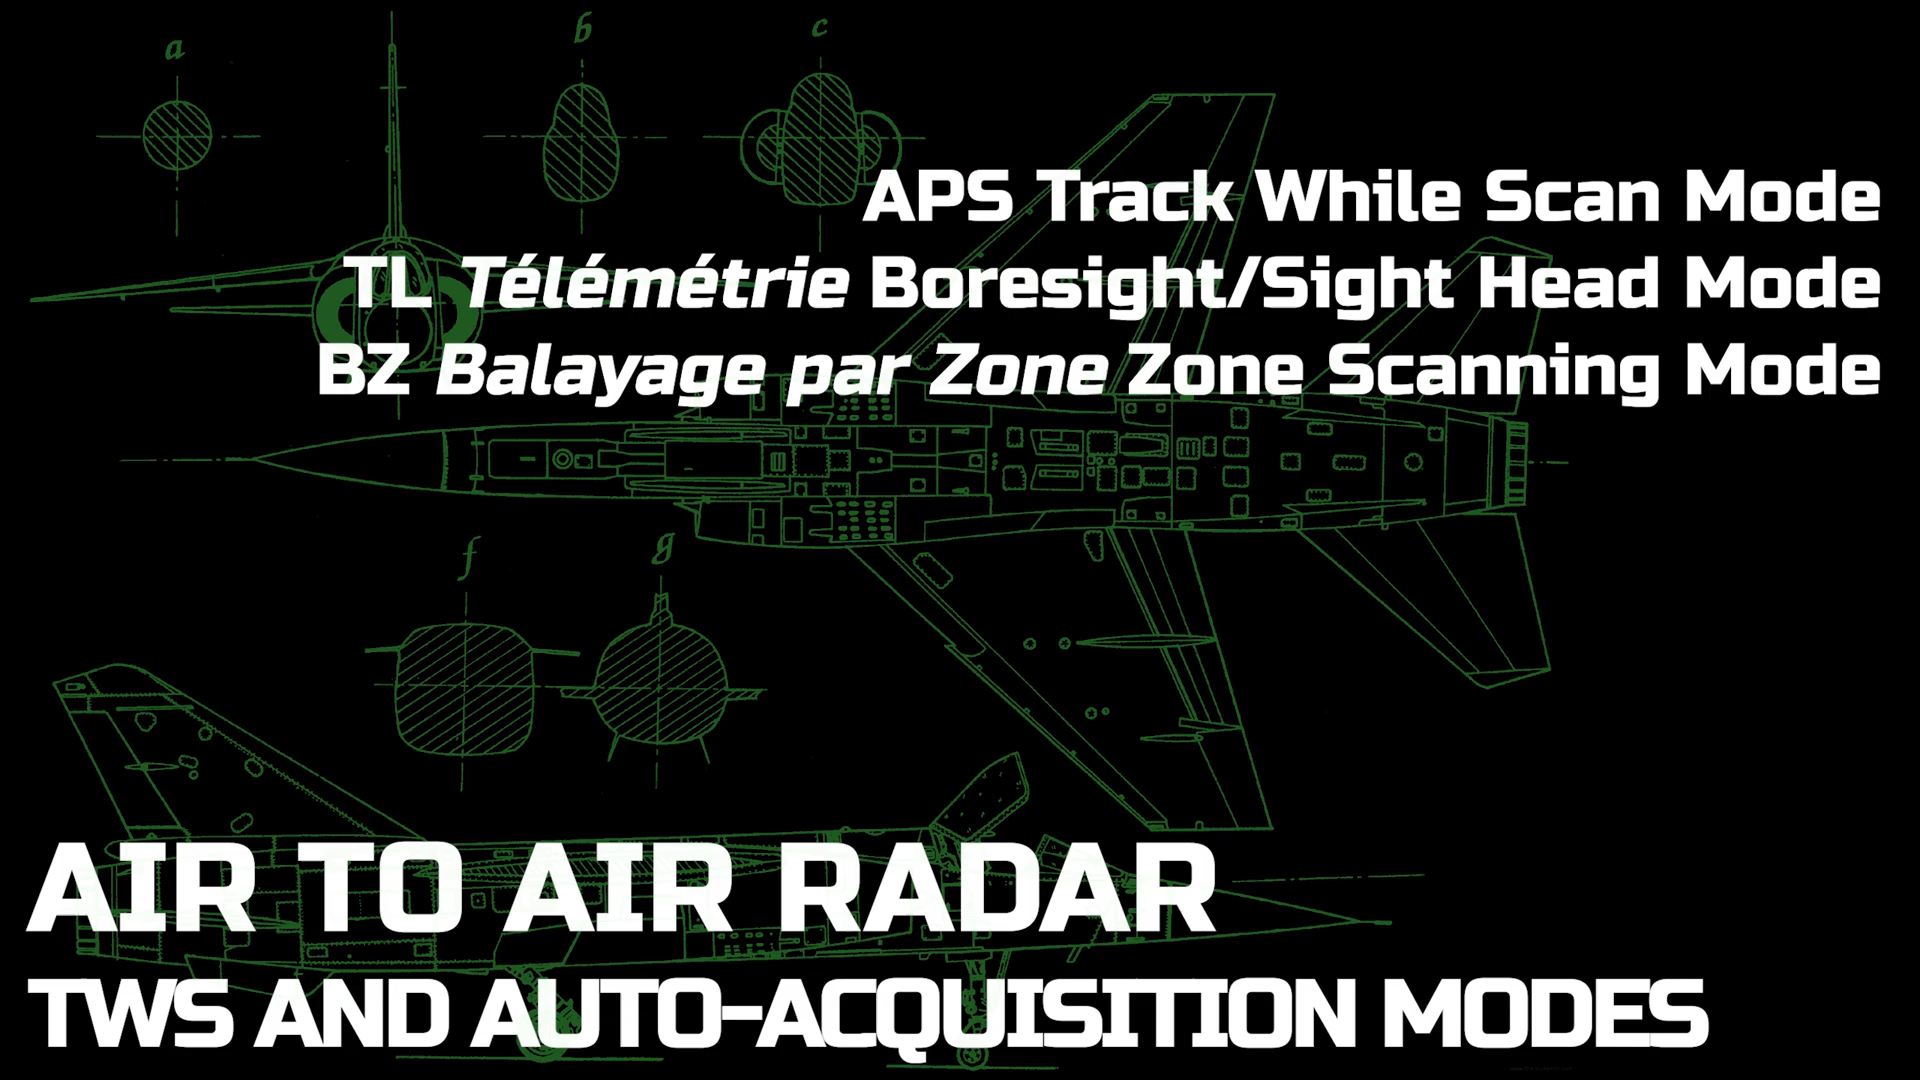 a
b
c
APS Track While Scan Mode
TL Télémétrie Boresight/Sight Head Mode
BZ Balayage par Zone Zone Scanning Mode
f
g
AIR TO AIR RADAR
TWS AND AUTO-ACQUISITION MODES